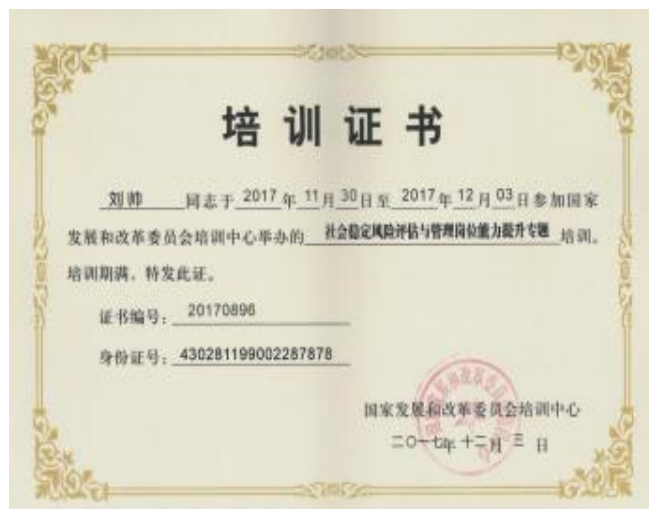 培训证书
刘帅 同志于 2017 年 11 月 30 日至 2017 年 12 月 03 日参加国家
发展和改革委员会培训中心举办的 社会稳定风险评估与管理岗位能力提升专题 培训。
培训期满，特发此证。
证书编号：20170896
身份证号：430281199002287878
国家发展和改革委员会培训中心
二〇一七年 十二月 三 日